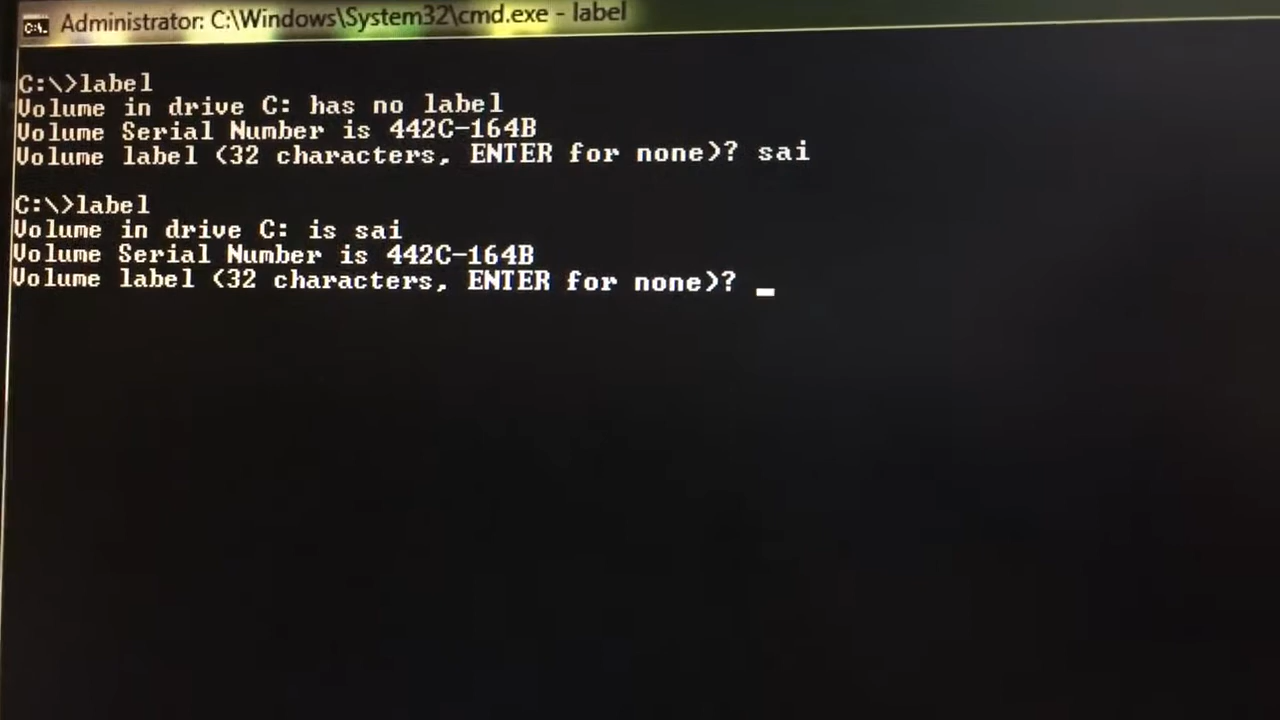 Administrator: C:\Windows\System32\cmd.exe - label
C:\>label
Volume in drive C: has no label
Volume Serial Number is 442C-164B
Volume label (32 characters, ENTER for none)? sai
C:\>label
Volume in drive C: is sai
Volume Serial Number is 442C-164B
Volume label (32 characters, ENTER for none)?